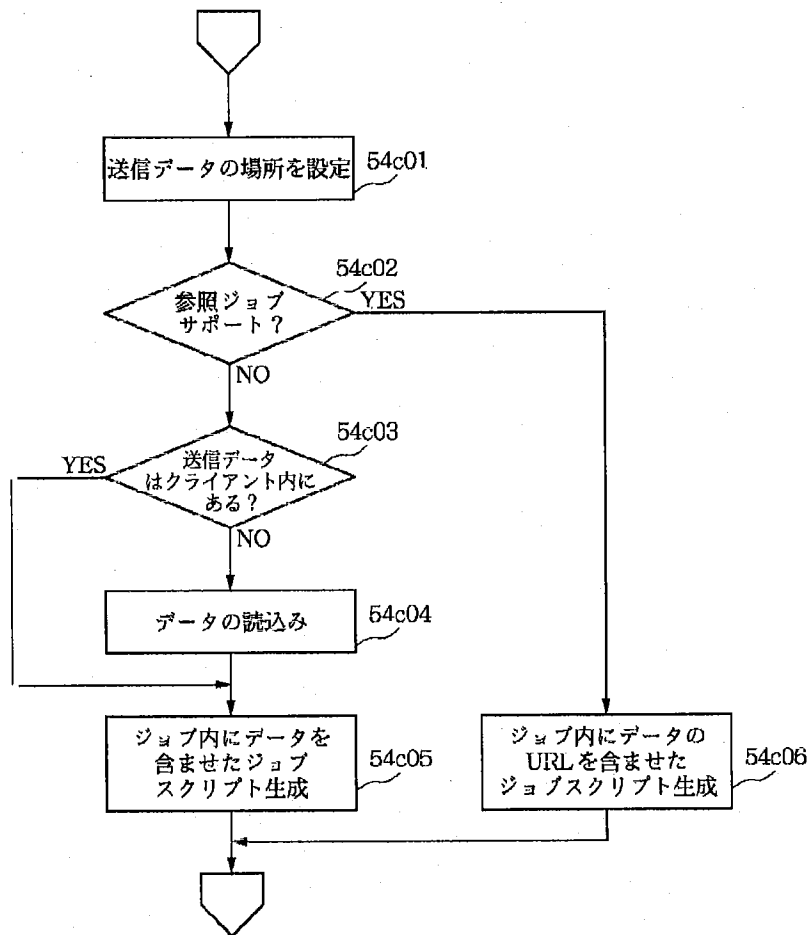 送信データの場所を設定
54c01
54c02
参照ジョブ
サポート？
YES
NO
54c03
YES
送信データ
はクライアント内に
ある？
NO
データの読込み
54c04
ジョブ内にデータを
含ませたジョブ
スクリプト生成
54c05
ジョブ内にデータの
URLを含ませた
ジョブスクリプト生成
54c06